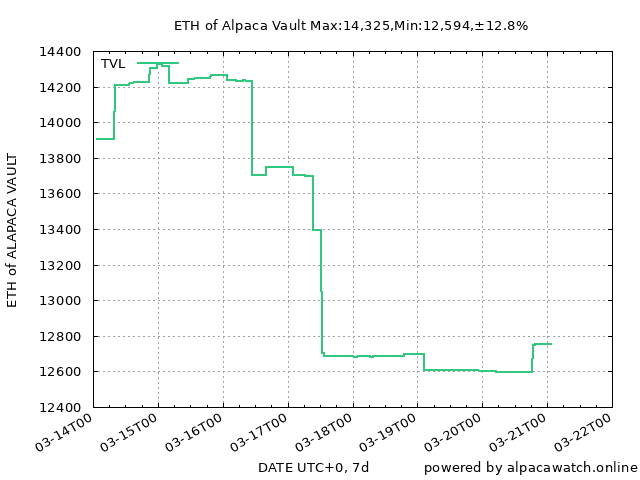 ETH of Alpaca Vault Max:14,325,Min:12,594,±12.8%
TVL
14400
14200
14000
13800
13600
13400
13200
13000
12800
12600
12400
ETH of ALAPACA VAULT
03-14T00
03-15T00
03-16T00
03-17T00
03-18T00
03-19T00
03-20T00
03-21T00
03-22T00
DATE UTC+0, 7d
powered by alpacawatch.online